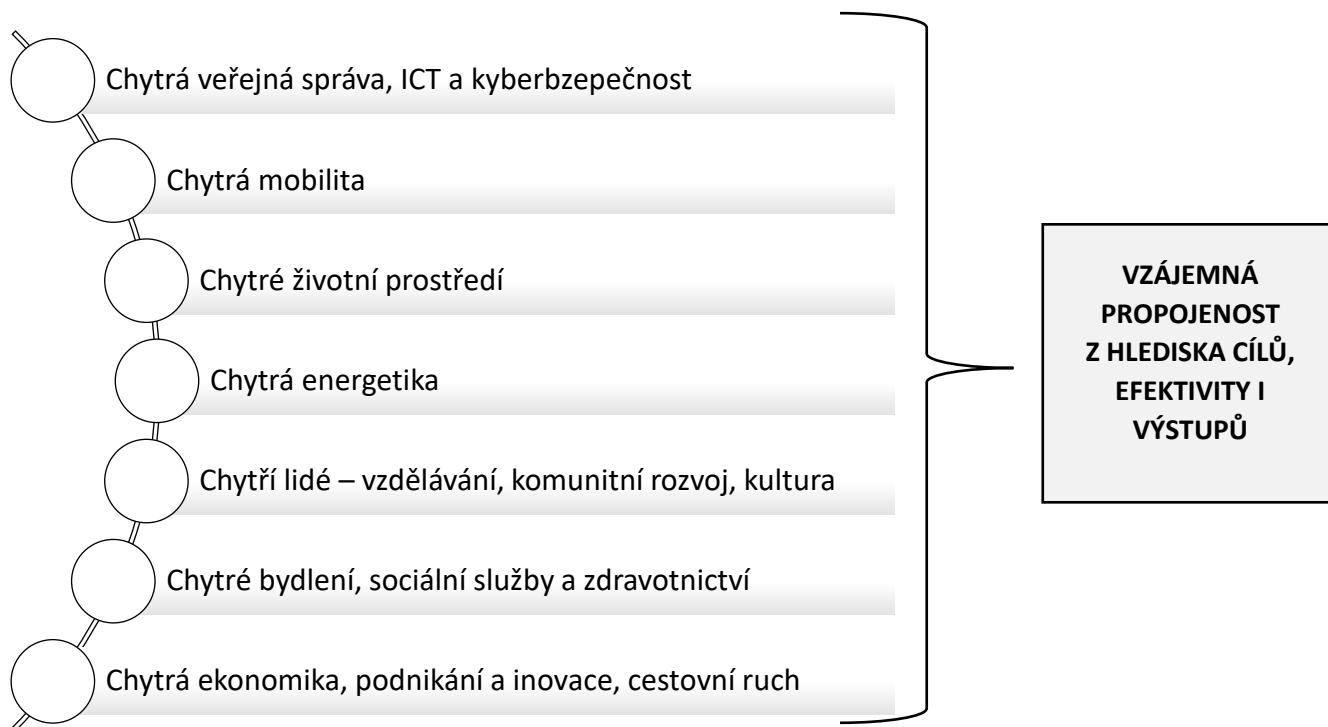 Chytrá veřejná správa, ICT a kyberbzepečnost
Chytrá mobilita
Chytré životní prostředí
Chytrá energetika
Chytří lidé – vzdělávání, komunitní rozvoj, kultura
Chytré bydlení, sociální služby a zdravotnictví
Chytrá ekonomika, podnikání a inovace, cestovní ruch
VZÁJEMNÁ
PROPOJENOST
Z HLEDISKA CÍLŮ,
EFEKTIVITY I
VÝSTUPŮ